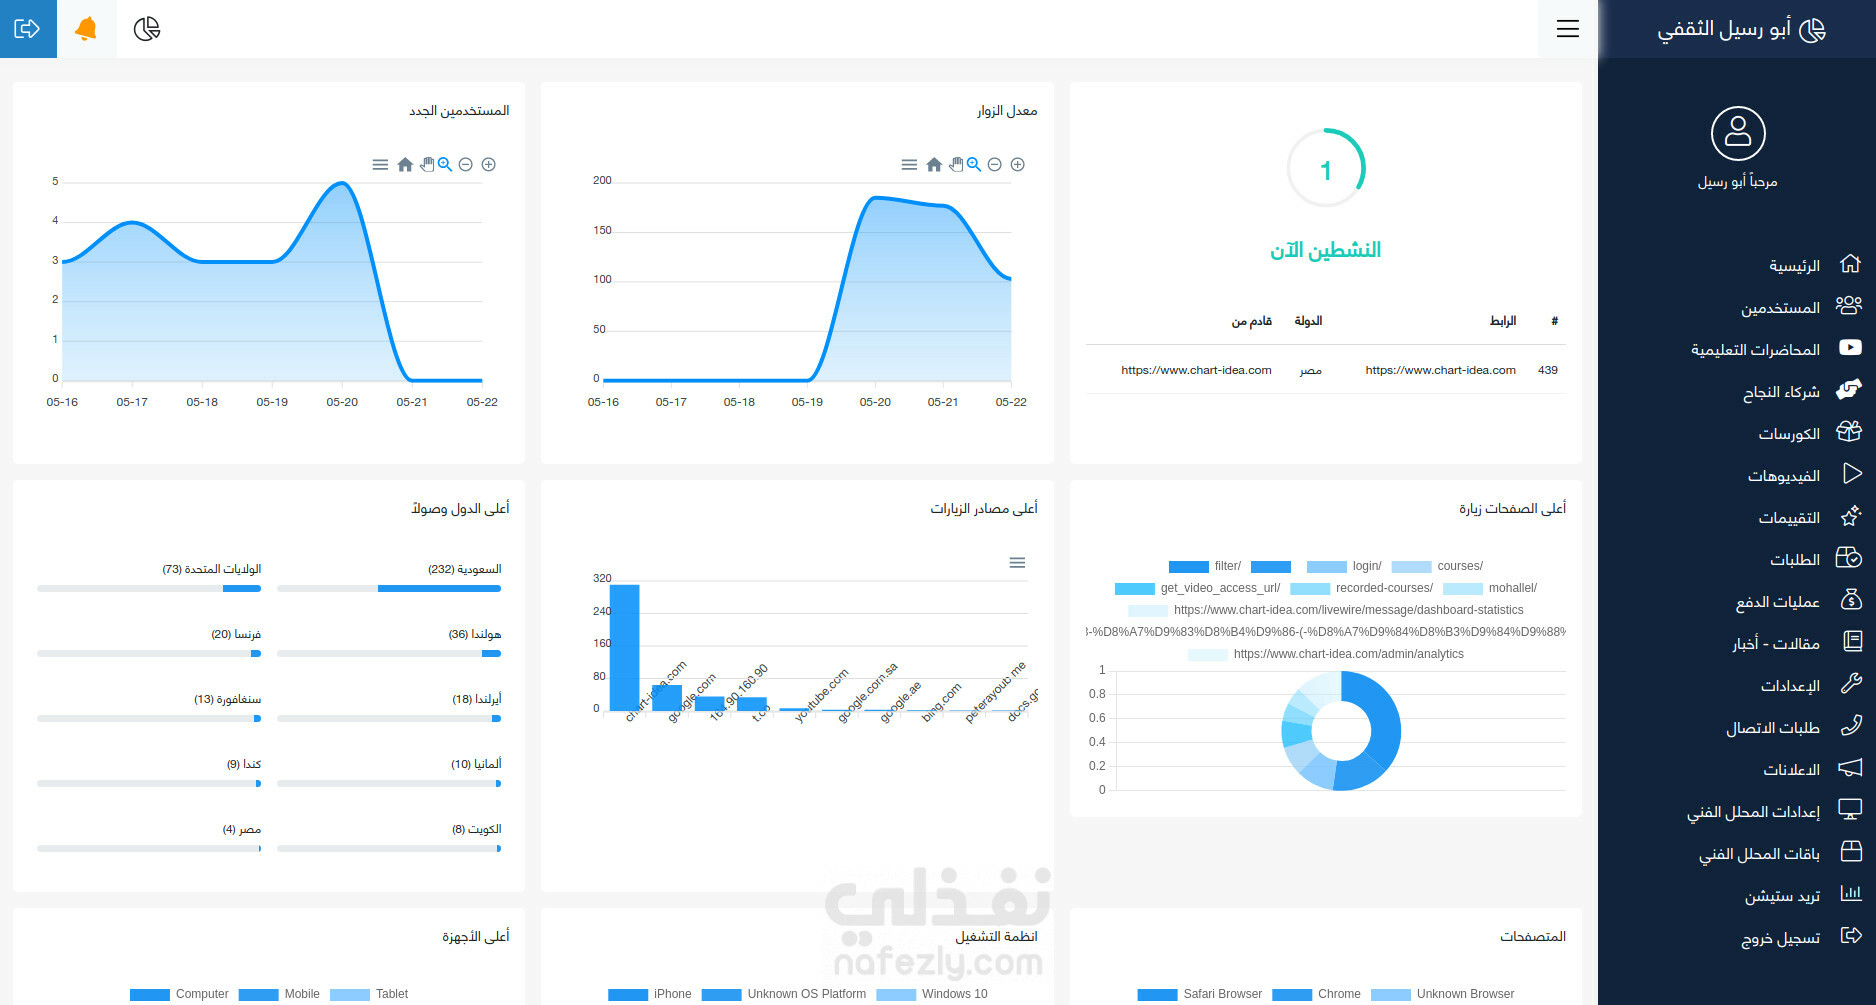 أبو رسيل الثقفي
مرحباً أبو رسيل
الرئيسية
المستخدمين
المحاضرات التعليمية
شركاء النجاح
الكورسات
الفيديوهات
التقييمات
الطلبات
عمليات الدفع
مقالات - أخبار
الإعدادات
طلبات الاتصال
الاعلانات
إعدادات المحلل الفني
باقات المحلل الفني
تريد ستيشن
تسجيل خروج
1
النشطين الآن
# الرابط الدولة قادم من
439 https://www.chart-idea.com مصر https://www.chart-idea.com
معدل الزوار
200
150
100
50
0
05-16 05-17 05-18 05-19 05-20 05-21 05-22
المستخدمين الجدد
5
4
3
2
1
0
05-16 05-17 05-18 05-19 05-20 05-21 05-22
أعلى الصفحات زيارة
filter/ login/ courses/
get_video_access_url/ recorded-courses/ mohallel/
https://www.chart-idea.com/livewire/message/dashboard-statistics
3-%D8%A7%D9%83%D8%B4%D9%86-(-%D8%A7%D9%84%D8%B3%D9%84%D9%88%
https://www.chart-idea.com/admin/analytics
1
0.8
0.6
0.4
0.2
0
أعلى مصادر الزيارات
320
240
160
80
0
chart-idea.com
google.com
164.90.160.90
t.co
youtube.com
google.com.sa
google.ae
bing.com
peterayoub.me
docs.go
أعلى الدول وصولاً
السعودية (232) الولايات المتحدة (73)
هولندا (36) فرنسا (20)
أيرلندا (18) سنغافورة (13)
ألمانيا (10) كندا (9)
الكويت (8) مصر (4)
المتصفحات
Safari Browser Chrome Unknown Browser
انظمة التشغيل
iPhone Unknown OS Platform Windows 10
أعلى الأجهزة
Computer Mobile Tablet
نفذلي
nafezly.com